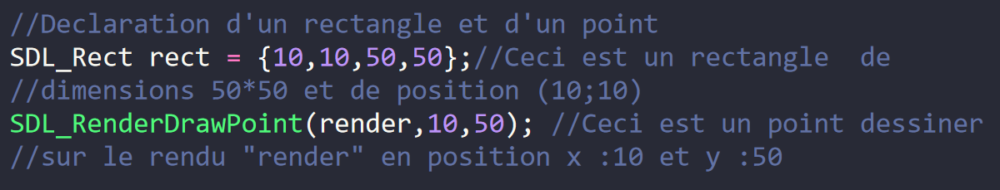 //Declaration d'un rectangle et d'un point
SDL_Rect rect = {10,10,50,50};//Ceci est un rectangle  de
//dimensions 50*50 et de position (10;10)
SDL_RenderDrawPoint(render,10,50); //Ceci est un point dessiner
//sur le rendu "render" en position x :10 et y :50